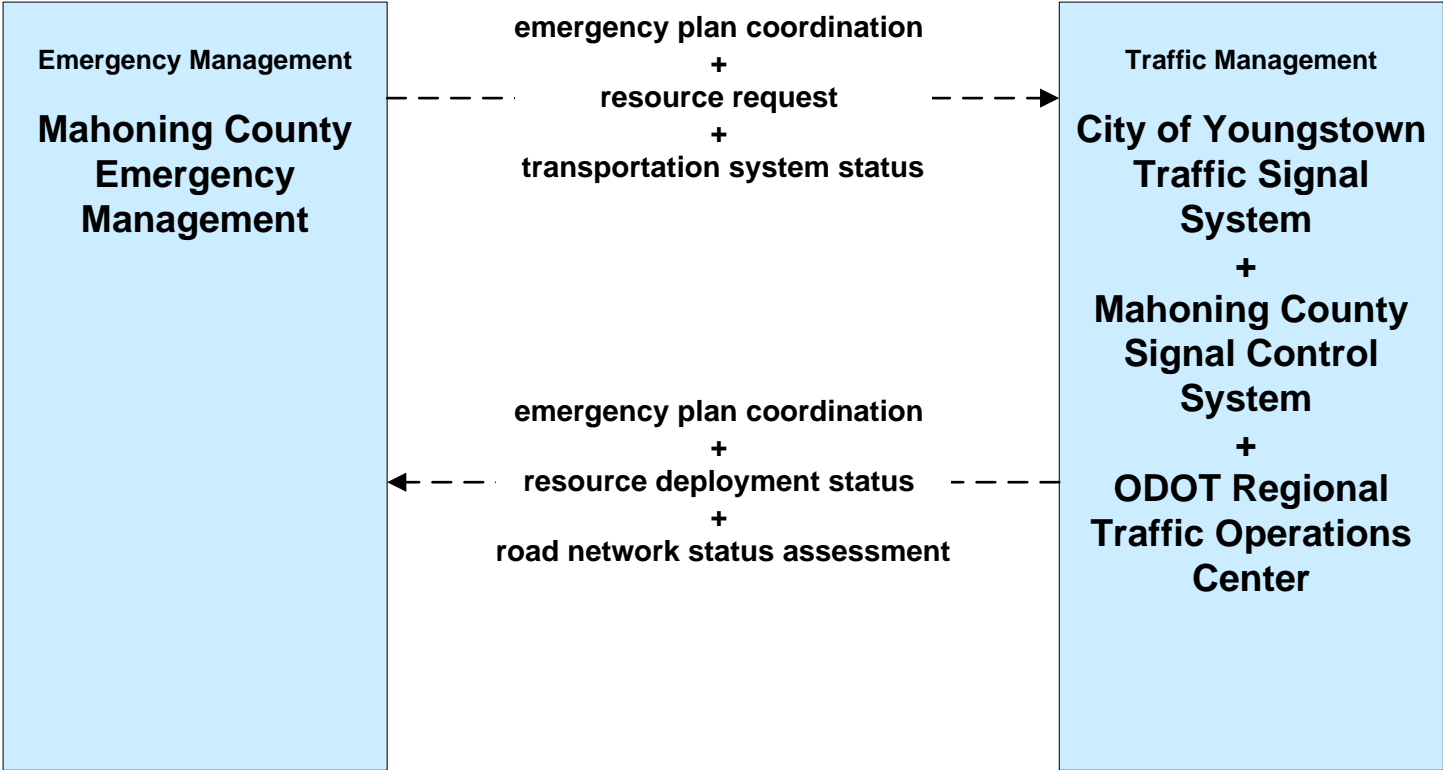 Emergency Management
Mahoning County
Emergency
Management
emergency plan coordination
+
resource request
+
transportation system status
emergency plan coordination
+
resource deployment status
+
road network status assessment
Traffic Management
City of Youngstown
Traffic Signal
System
+
Mahoning County
Signal Control
System
+
ODOT Regional
Traffic Operations
Center